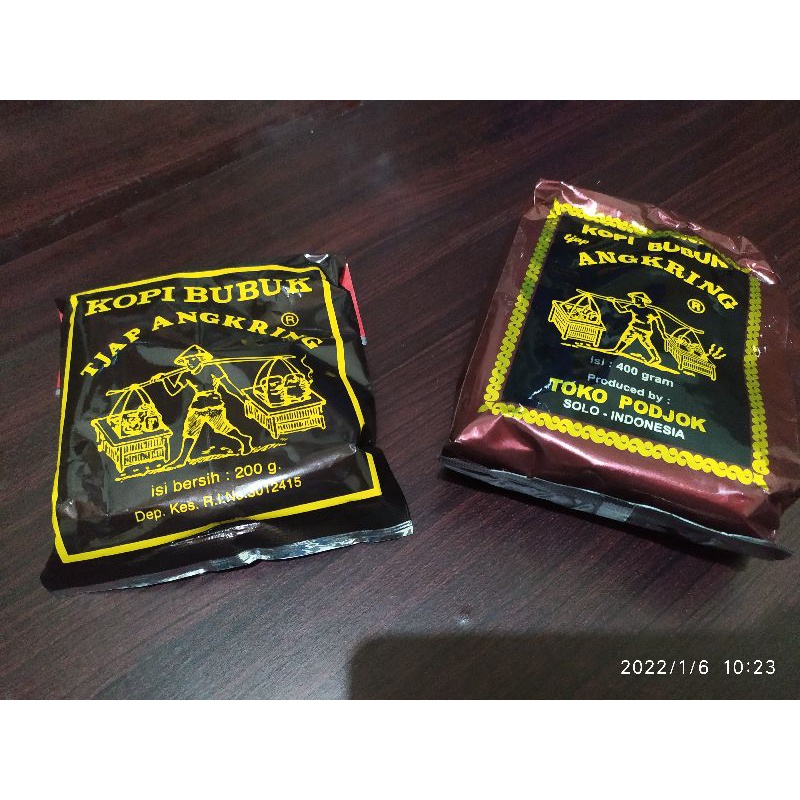 KOPI BUBUK
TJAP ANGKRING
®
isi bersih : 200 g.
Dep. Kes. R.I.No.3012415
KOPI BUBUK
tjap
ANGKRING
®
isi : 400 gram
Produced by :
TOKO PODJOK
SOLO - INDONESIA
2022/1/6 10:23